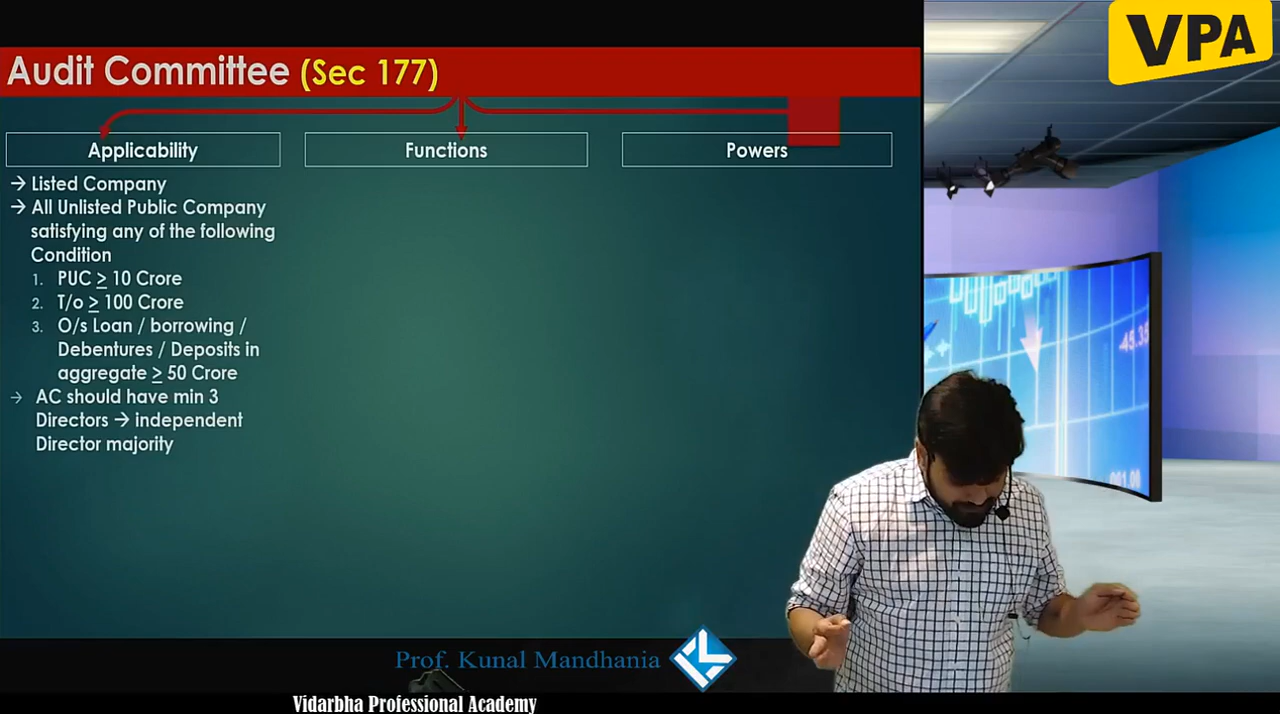 VPA
Audit Committee (Sec 177)
Applicability
Functions
Powers
→ Listed Company
→ All Unlisted Public Company
satisfying any of the following
Condition
1. PUC ≥ 10 Crore
2. T/o ≥ 100 Crore
3. O/s Loan / borrowing /
Debentures / Deposits in
aggregate ≥ 50 Crore
→ AC should have min 3
Directors → independent
Director majority
-45.35
Prof. Kunal Mandhania
Vidarbha Professional Academy